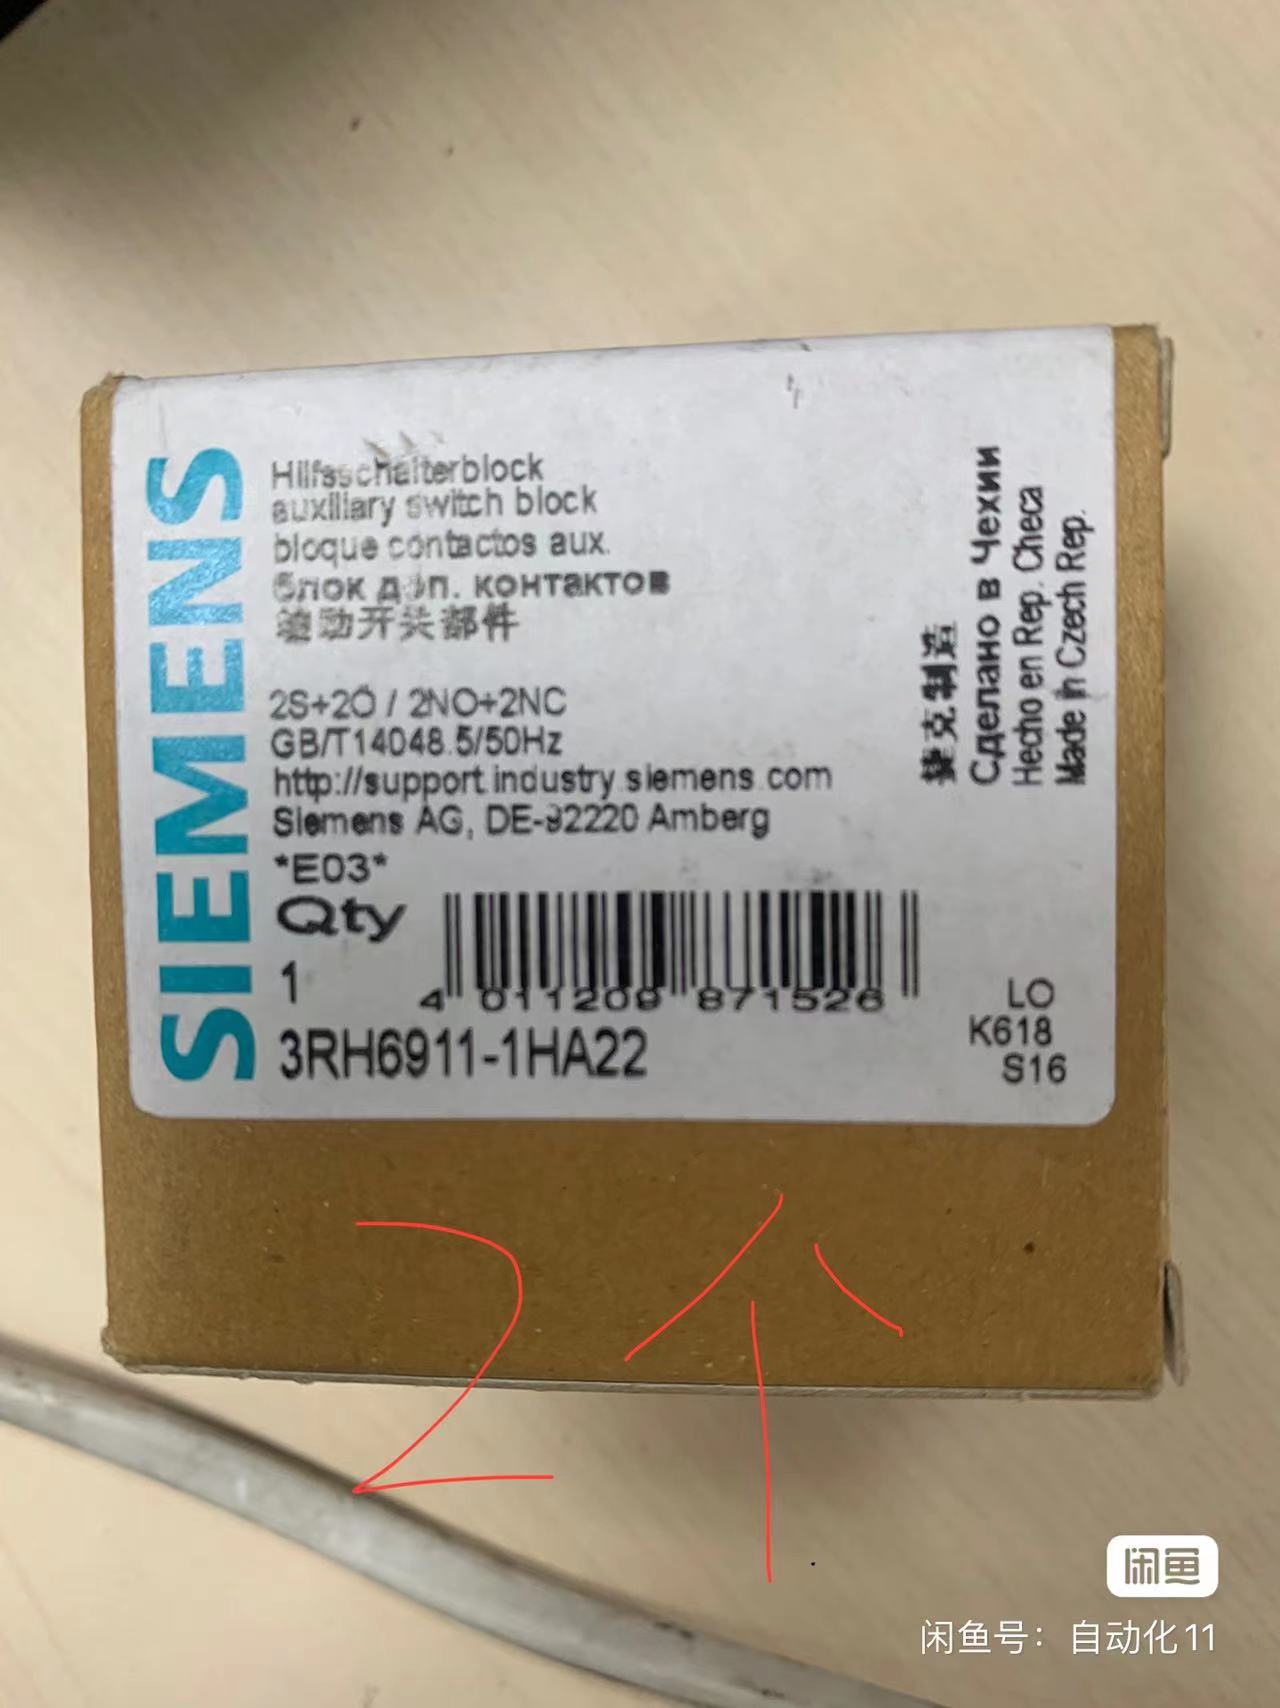 SIEMENS
Hilfsschalterblock
auxiliary switch block
bloque contactos aux.
блок доп. контактов
辅助开关部件
2S+2Ö / 2NO+2NC
GB/T14048.5/50Hz
http://support.industry.siemens.com
Siemens AG, DE-92220 Amberg
*E03*
Qty
1
4 011209 871526
3RH6911-1HA22
捷克制造
Сделано в Чехии
Hecho en Rep. Checa
Made in Czech Rep.
LO
K618
S16
2个
闲鱼
闲鱼号：自动化11